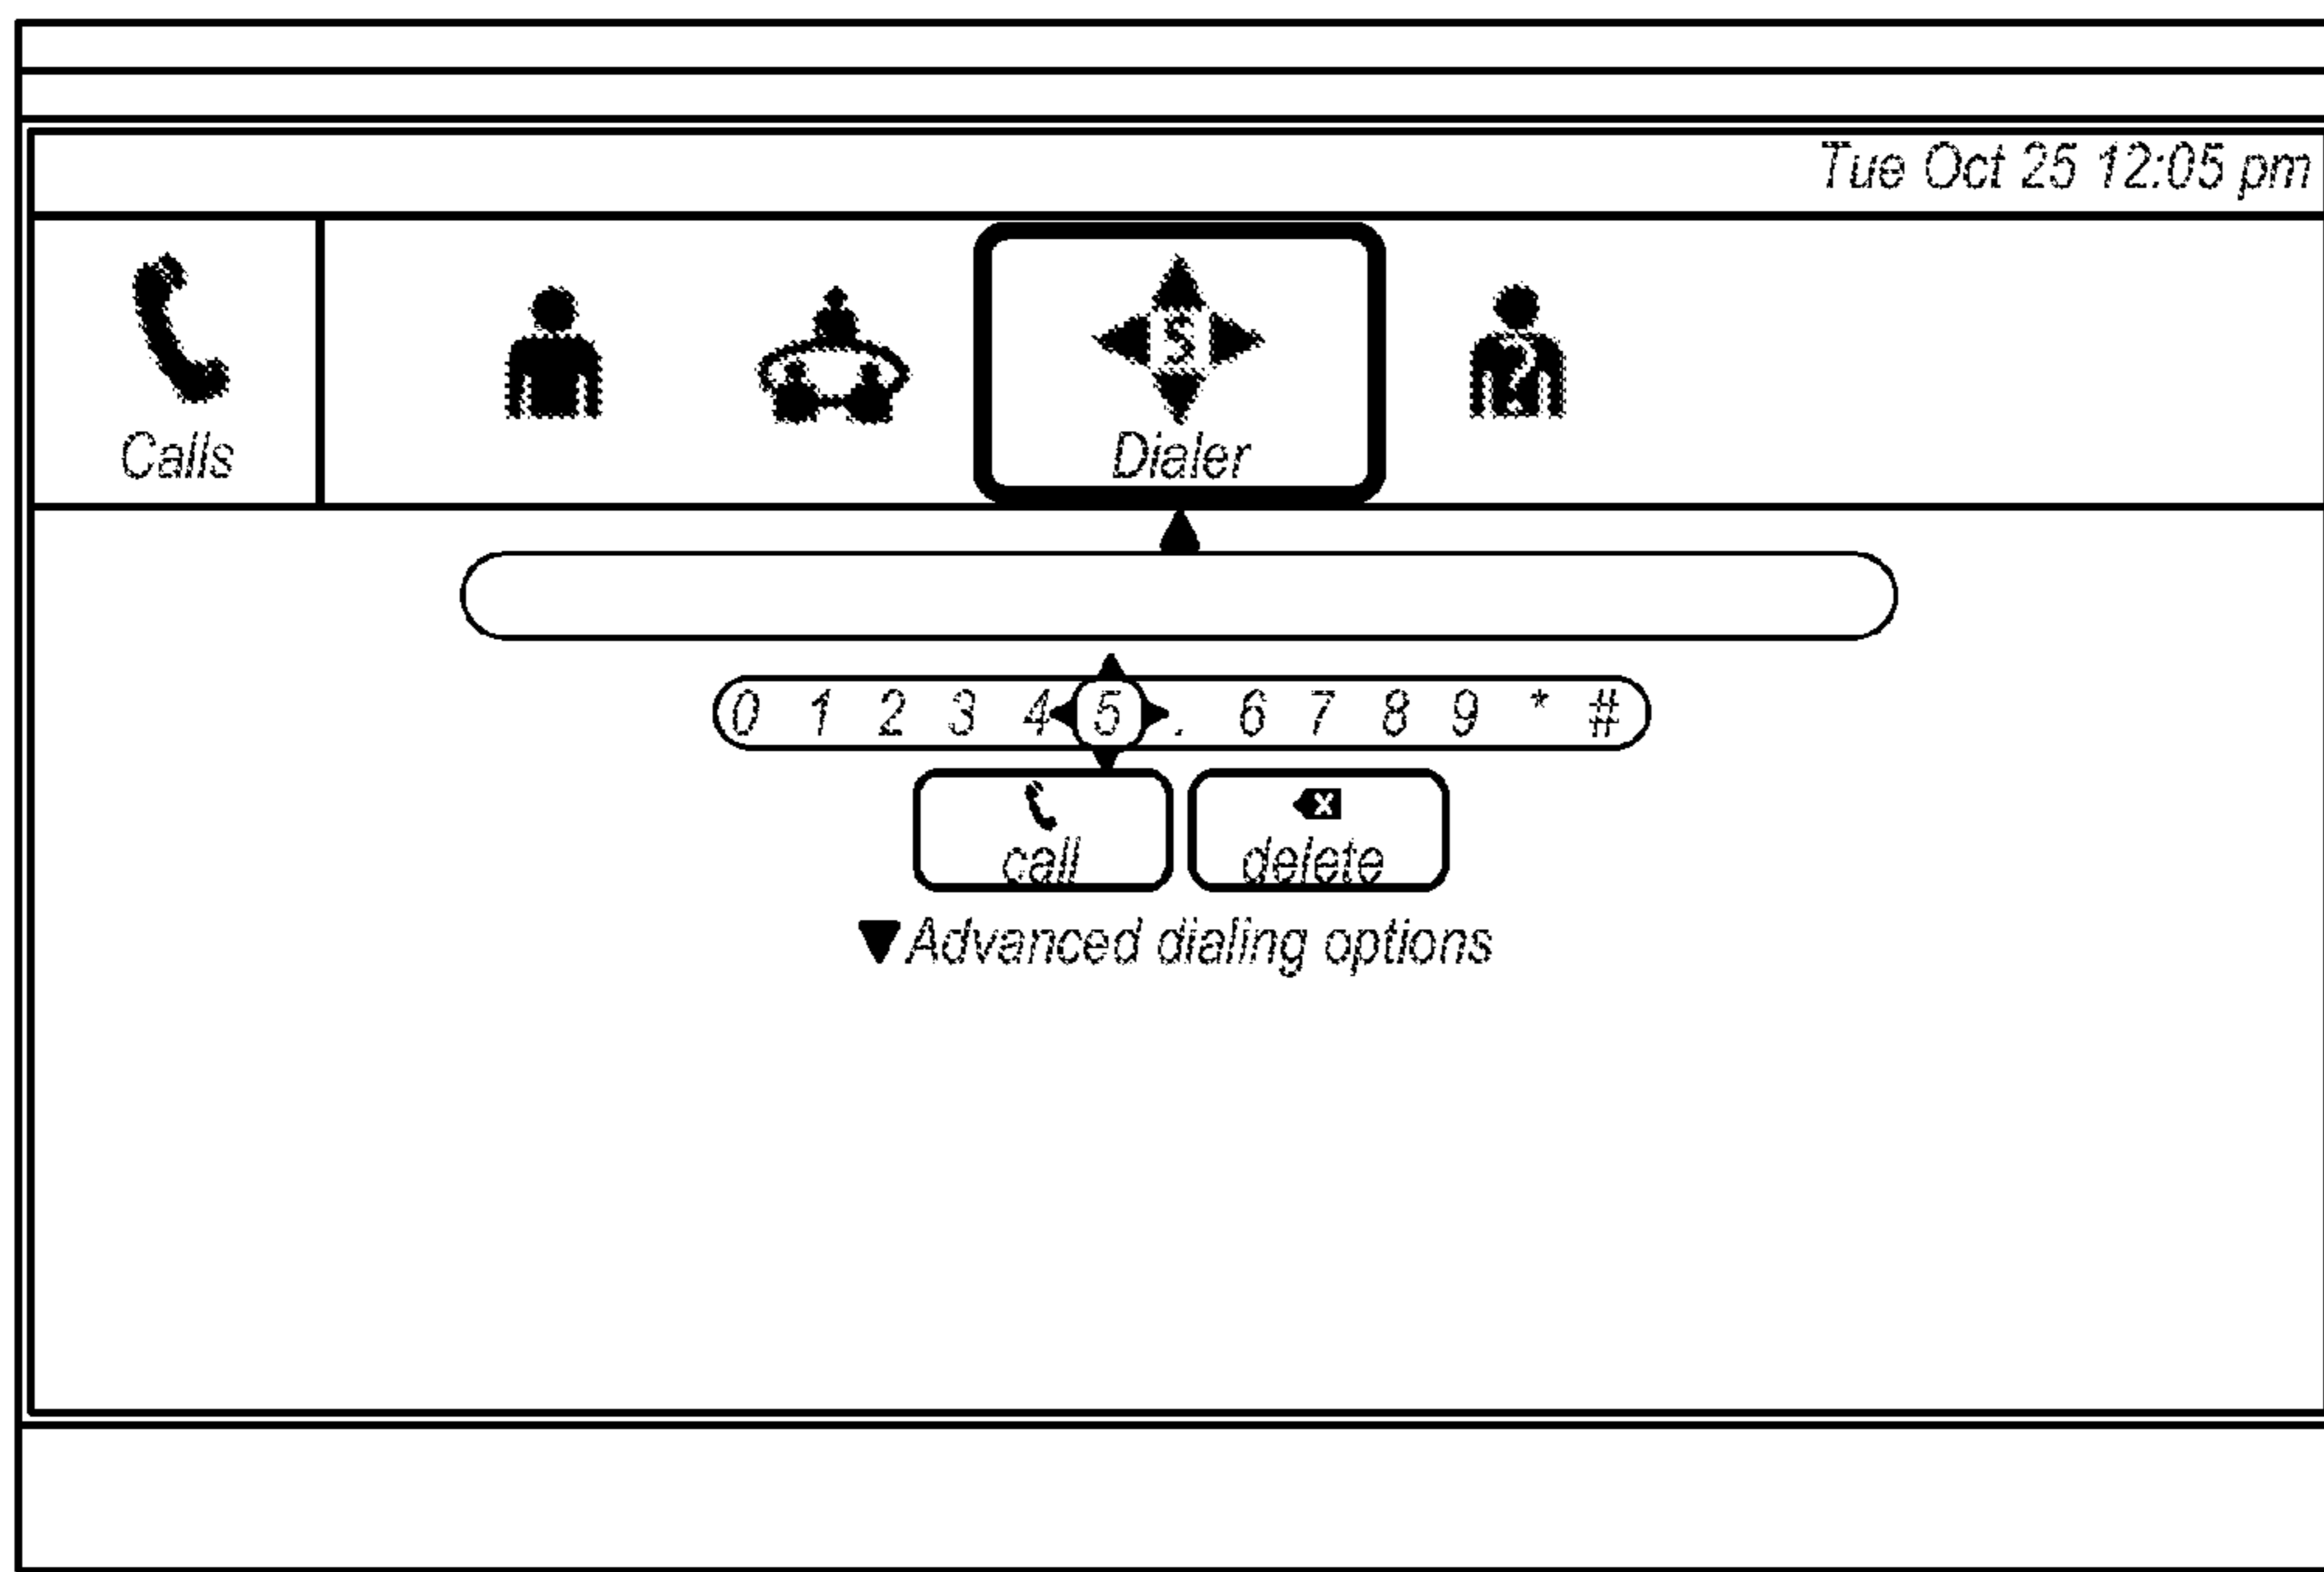 Tue Oct 25 12:05 pm
S
Calls
Dialer
0 1 2 3 4 5 . 6 7 8 9 * #
call
delete
Advanced dialing options